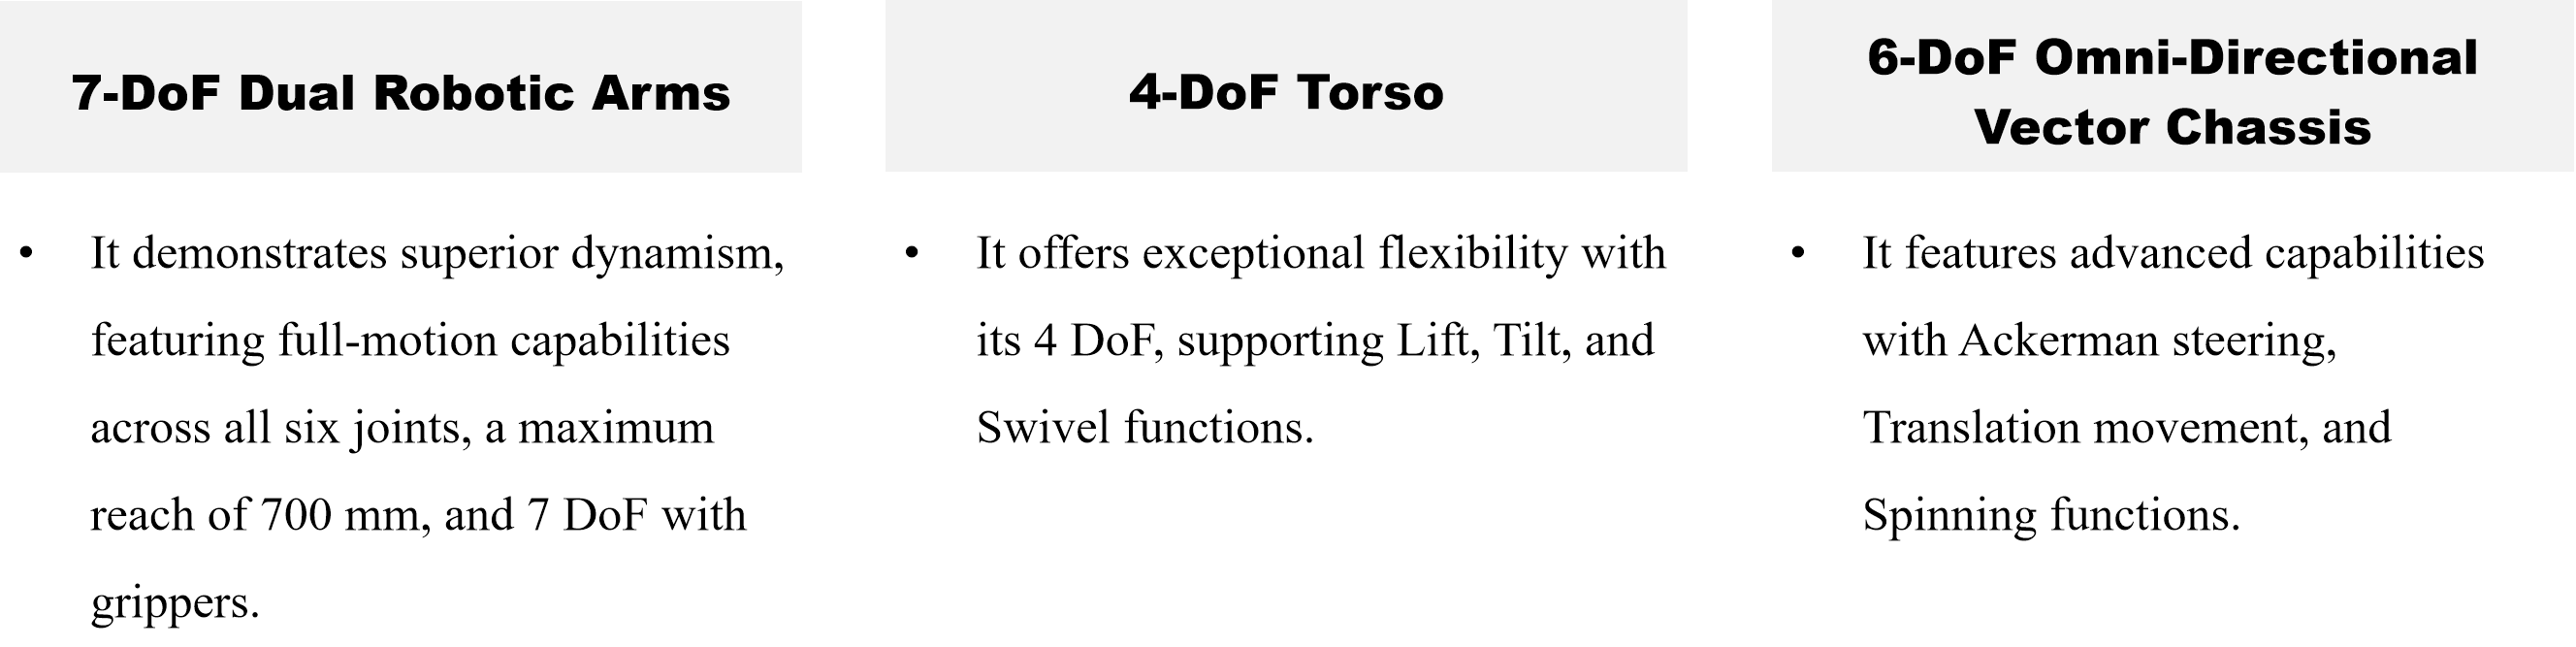 7-DoF Dual Robotic Arms
• It demonstrates superior dynamism,
featuring full-motion capabilities
across all six joints, a maximum
reach of 700 mm, and 7 DoF with
grippers.
4-DoF Torso
• It offers exceptional flexibility with
its 4 DoF, supporting Lift, Tilt, and
Swivel functions.
6-DoF Omni-Directional
Vector Chassis
• It features advanced capabilities
with Ackerman steering,
Translation movement, and
Spinning functions.